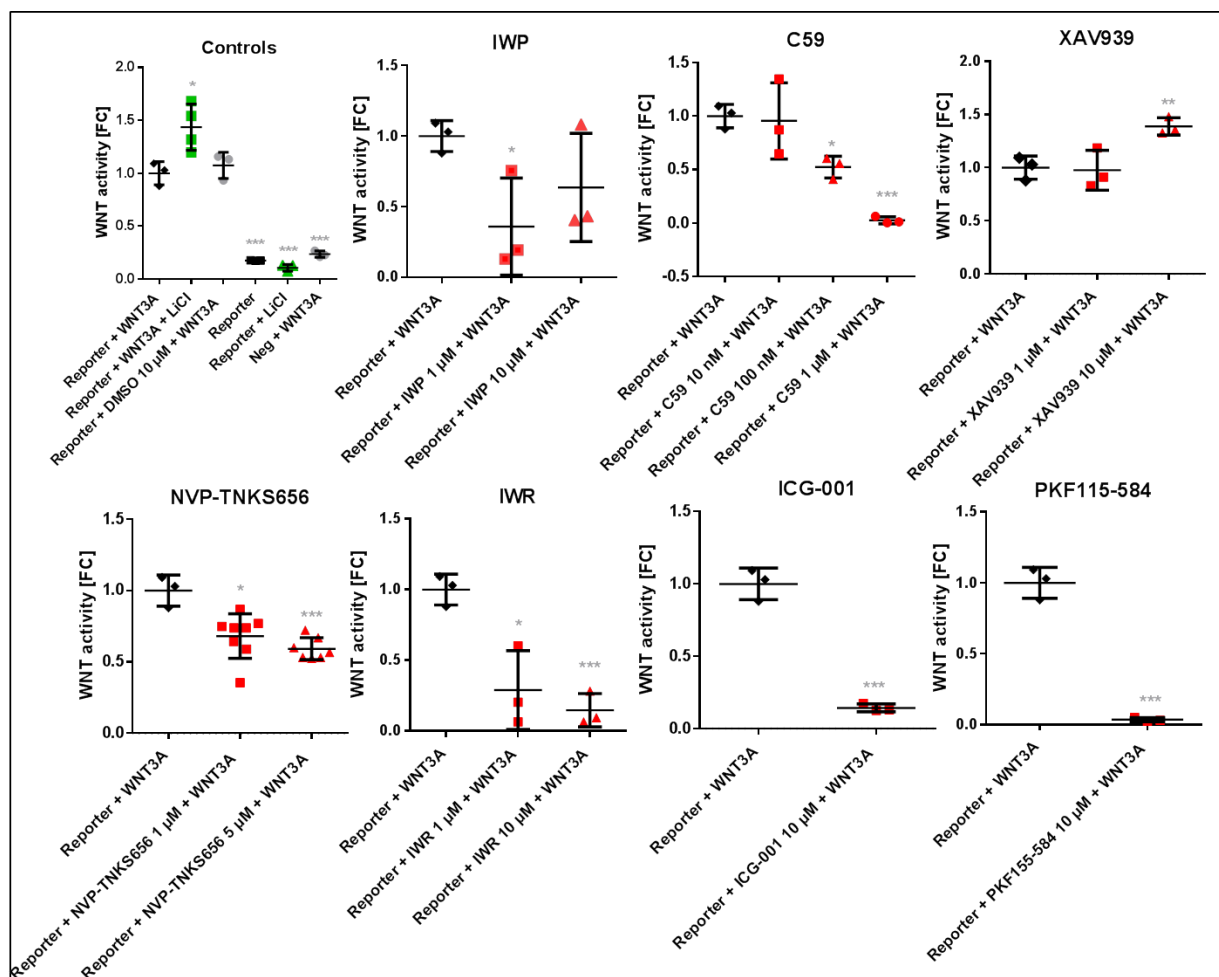 Controls
WNT activity [FC]
2.0
1.5
1.0
0.5
0.0
*
***
***
***
Reporter + WNT3A
Reporter + WNT3A + LiCl
Reporter + DMSO 10 µM + WNT3A
Reporter
Reporter + LiCl
Neg + WNT3A
IWP
WNT activity [FC]
1.5
1.0
0.5
0.0
*
Reporter + WNT3A
Reporter + IWP 1 µM + WNT3A
Reporter + IWP 10 µM + WNT3A
C59
WNT activity [FC]
1.5
1.0
0.5
0.0
-0.5
*
***
Reporter + WNT3A
Reporter + C59 10 nM + WNT3A
Reporter + C59 100 nM + WNT3A
Reporter + C59 1 µM + WNT3A
XAV939
WNT activity [FC]
2.0
1.5
1.0
0.5
0.0
**
Reporter + WNT3A
Reporter + XAV939 1 µM + WNT3A
Reporter + XAV939 10 µM + WNT3A
NVP-TNKS656
WNT activity [FC]
1.5
1.0
0.5
0.0
*
***
Reporter + WNT3A
Reporter + NVP-TNKS656 1 µM + WNT3A
Reporter + NVP-TNKS656 5 µM + WNT3A
IWR
WNT activity [FC]
1.5
1.0
0.5
0.0
*
***
Reporter + WNT3A
Reporter + IWR 1 µM + WNT3A
Reporter + IWR 10 µM + WNT3A
ICG-001
WNT activity [FC]
1.5
1.0
0.5
0.0
***
Reporter + WNT3A
Reporter + ICG-001 10 µM + WNT3A
PKF115-584
WNT activity [FC]
1.5
1.0
0.5
0.0
***
Reporter + WNT3A
Reporter + PKF155-584 10 µM + WNT3A